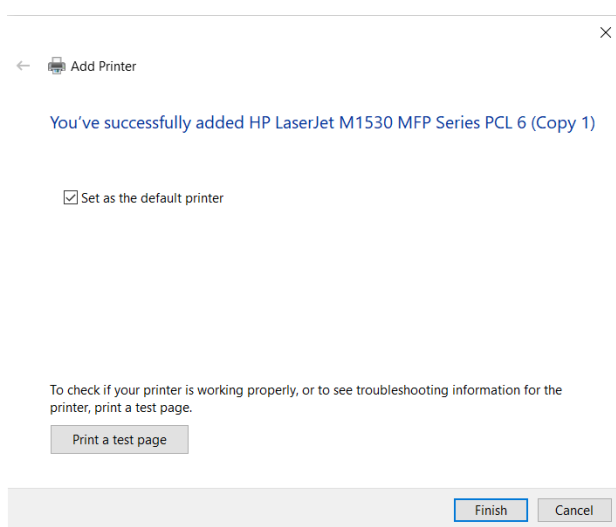 Add Printer
You've successfully added HP LaserJet M1530 MFP Series PCL 6 (Copy 1)
Set as the default printer
To check if your printer is working properly, or to see troubleshooting information for the
printer, print a test page.
Print a test page
Finish Cancel